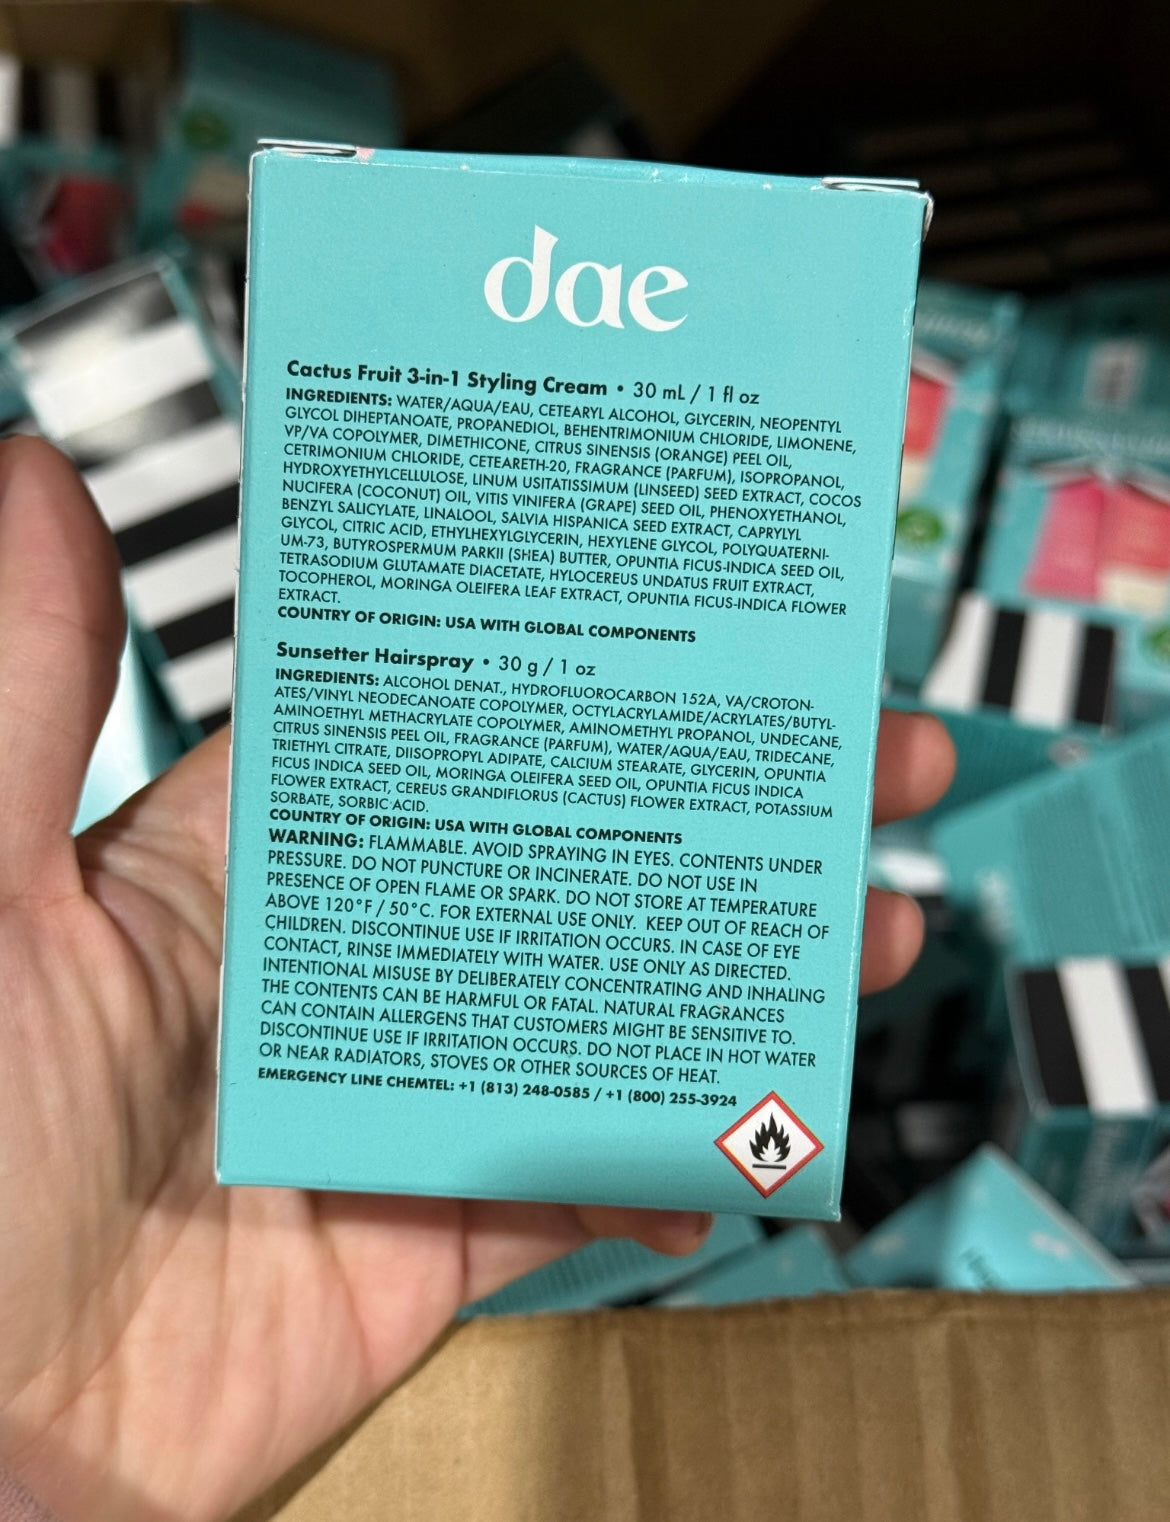 dae
Cactus Fruit 3-in-1 Styling Cream • 30 mL / 1 fl oz
INGREDIENTS: WATER/AQUA/EAU, CETEARYL ALCOHOL, GLYCERIN, NEOPENTYL
GLYCOL DIHEPTANOATE, PROPANEDIOL, BEHENTRIMONIUM CHLORIDE, LIMONENE,
VP/VA COPOLYMER, DIMETHICONE, CITRUS SINENSIS (ORANGE) PEEL OIL,
CETRIMONIUM CHLORIDE, CETEARETH-20, FRAGRANCE (PARFUM), ISOPROPANOL,
HYDROXYETHYLCELLULOSE, LINUM USITATISSIMUM (LINSEED) SEED EXTRACT, COCOS
NUCIFERA (COCONUT) OIL, VITIS VINIFERA (GRAPE) SEED OIL, PHENOXYETHANOL,
BENZYL SALICYLATE, LINALOOL, SALVIA HISPANICA SEED EXTRACT, CAPRYLYL
GLYCOL, CITRIC ACID, ETHYLHEXYLGLYCERIN, HEXYLENE GLYCOL, POLYQUATERNI-
UM-73, BUTYROSPERMUM PARKII (SHEA) BUTTER, OPUNTIA FICUS-INDICA SEED OIL,
TETRASODIUM GLUTAMATE DIACETATE, HYLOCEREUS UNDATUS FRUIT EXTRACT,
TOCOPHEROL, MORINGA OLEIFERA LEAF EXTRACT, OPUNTIA FICUS-INDICA FLOWER
EXTRACT.
COUNTRY OF ORIGIN: USA WITH GLOBAL COMPONENTS
Sunsetter Hairspray • 30 g / 1 oz
INGREDIENTS: ALCOHOL DENAT., HYDROFLUOROCARBON 152A, VA/CROTON-
ATES/VINYL NEODECANOATE COPOLYMER, OCTYLACRYLAMIDE/ACRYLATES/BUTYL-
AMINOETHYL METHACRYLATE COPOLYMER, AMINOMETHYL PROPANOL, UNDECANE,
CITRUS SINENSIS PEEL OIL, FRAGRANCE (PARFUM), WATER/AQUA/EAU, TRIDECANE,
TRIETHYL CITRATE, DIISOPROPYL ADIPATE, CALCIUM STEARATE, GLYCERIN, OPUNTIA
FICUS INDICA SEED OIL, MORINGA OLEIFERA SEED OIL, OPUNTIA FICUS INDICA
FLOWER EXTRACT, CEREUS GRANDIFLORUS (CACTUS) FLOWER EXTRACT, POTASSIUM
SORBATE, SORBIC ACID.
COUNTRY OF ORIGIN: USA WITH GLOBAL COMPONENTS
WARNING: FLAMMABLE. AVOID SPRAYING IN EYES. CONTENTS UNDER
PRESSURE. DO NOT PUNCTURE OR INCINERATE. DO NOT USE IN
PRESENCE OF OPEN FLAME OR SPARK. DO NOT STORE AT TEMPERATURE
ABOVE 120°F / 50°C. FOR EXTERNAL USE ONLY. KEEP OUT OF REACH OF
CHILDREN. DISCONTINUE USE IF IRRITATION OCCURS. IN CASE OF EYE
CONTACT, RINSE IMMEDIATELY WITH WATER. USE ONLY AS DIRECTED.
INTENTIONAL MISUSE BY DELIBERATELY CONCENTRATING AND INHALING
THE CONTENTS CAN BE HARMFUL OR FATAL. NATURAL FRAGRANCES
CAN CONTAIN ALLERGENS THAT CUSTOMERS MIGHT BE SENSITIVE TO.
DISCONTINUE USE IF IRRITATION OCCURS. DO NOT PLACE IN HOT WATER
OR NEAR RADIATORS, STOVES OR OTHER SOURCES OF HEAT.
EMERGENCY LINE CHEMTEL: +1 (813) 248-0585 / +1 (800) 255-3924